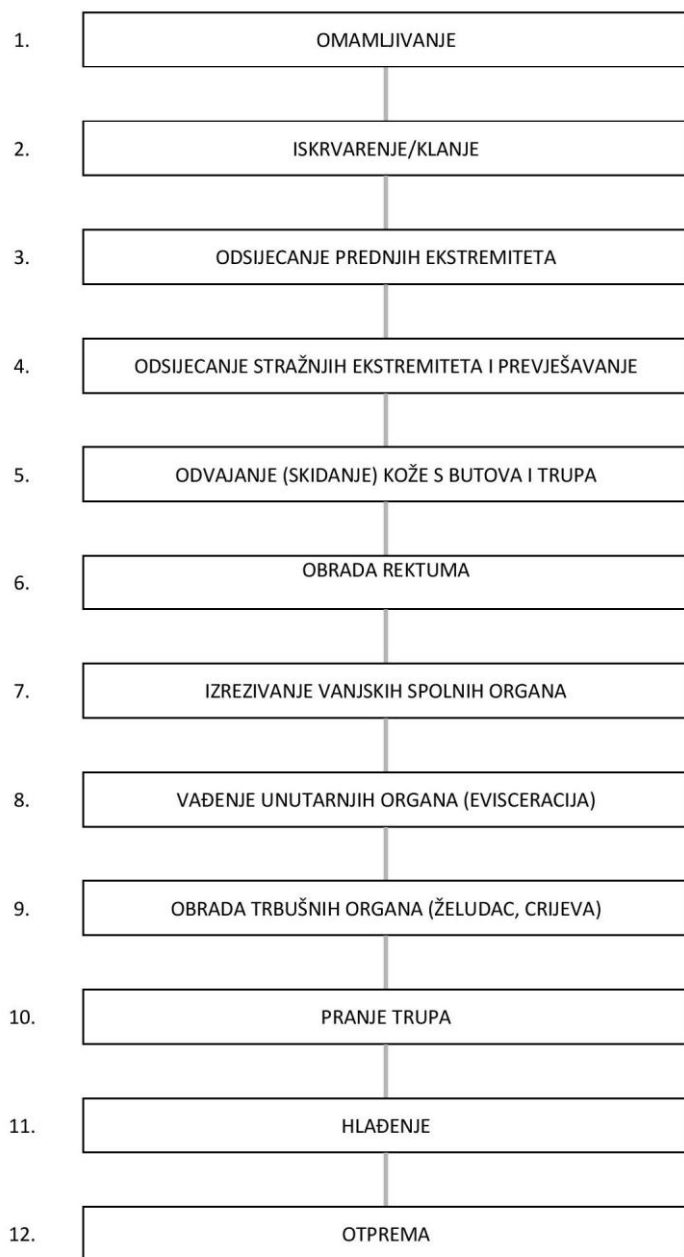 1. OMAMLJIVANJE
2. ISKRVARENJE/KLANJE
3. ODSIJECANJE PREDNJIH EKSTREMITETA
4. ODSIJECANJE STRAŽNJIH EKSTREMITETA I PREVJEŠAVANJE
5. ODVAJANJE (SKIDANJE) KOŽE S BUTOVA I TRUPA
6. OBRADA REKTUMA
7. IZREZIVANJE VANJSKIH SPOLNIH ORGANA
8. VAĐENJE UNUTARNJIH ORGANA (EVISCERACIJA)
9. OBRADA TRBUŠNIH ORGANA (ŽELUDAC, CRIJEVA)
10. PRANJE TRUPA
11. HLAĐENJE
12. OTPREMA